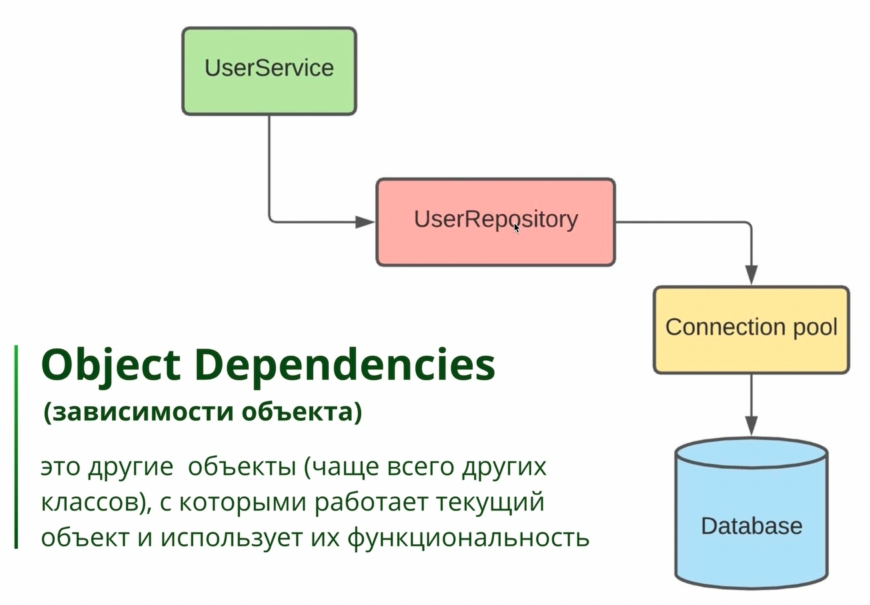 UserService
UserRepository
Connection pool
Database
Object Dependencies
(зависимости объекта)
это другие объекты (чаще всего других
классов), с которыми работает текущий
объект и использует их функциональность